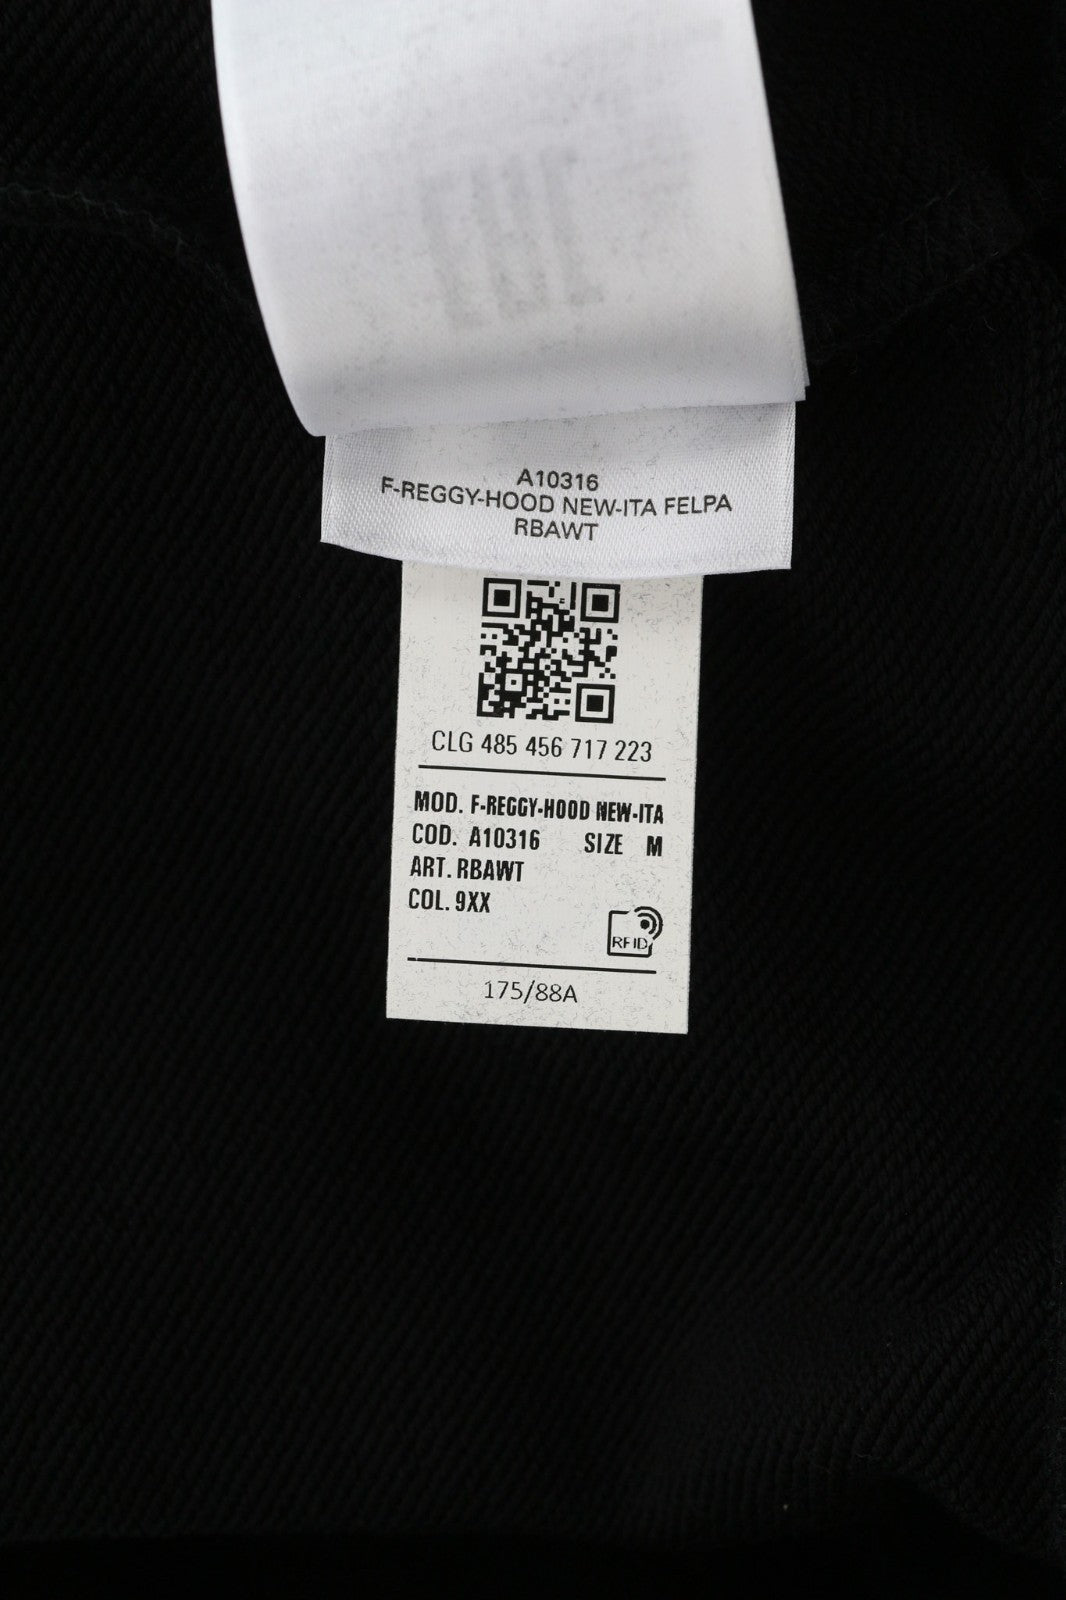 A10316
F-REGGY-HOOD NEW-ITA FELPA
RBAWT
CLG 485 456 717 223
MOD. F-REGGY-HOOD NEW-ITA
COD. A10316 SIZE M
ART. RBAWT
COL. 9XX
RFID
175/88A